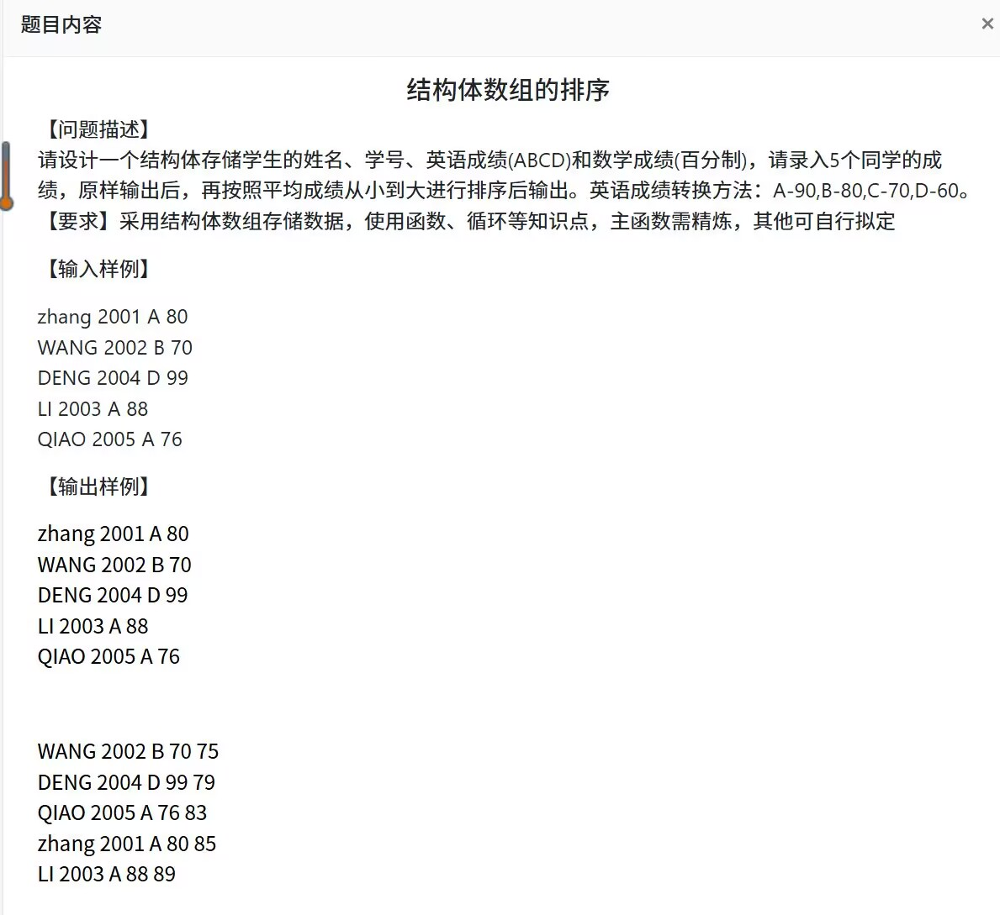 题目内容
×
结构体数组的排序
【问题描述】
请设计一个结构体存储学生的姓名、学号、英语成绩(ABCD)和数学成绩(百分制)，请录入5个同学的成
绩，原样输出后，再按照平均成绩从小到大进行排序后输出。英语成绩转换方法：A-90,B-80,C-70,D-60。
【要求】采用结构体数组存储数据，使用函数、循环等知识点，主函数需精炼，其他可自行拟定
【输入样例】
zhang 2001 A 80
WANG 2002 B 70
DENG 2004 D 99
LI 2003 A 88
QIAO 2005 A 76
【输出样例】
zhang 2001 A 80
WANG 2002 B 70
DENG 2004 D 99
LI 2003 A 88
QIAO 2005 A 76
WANG 2002 B 70 75
DENG 2004 D 99 79
QIAO 2005 A 76 83
zhang 2001 A 80 85
LI 2003 A 88 89